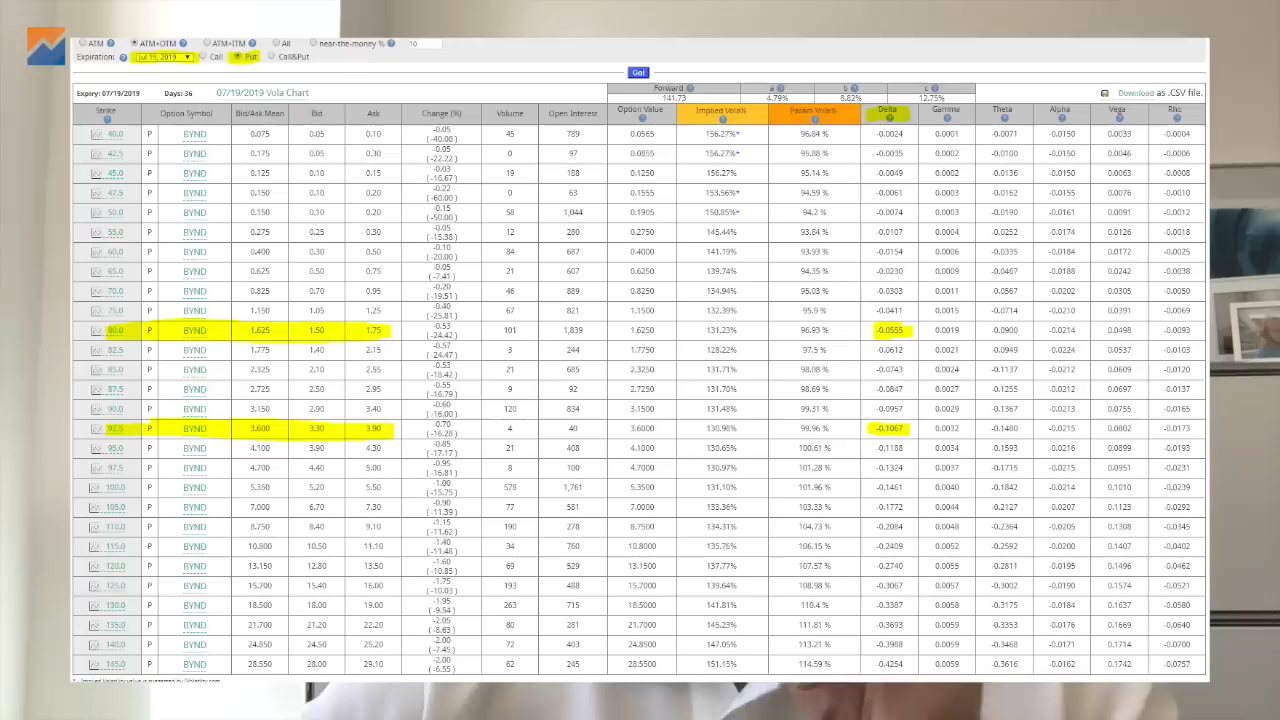 ATM ATM+OTM ATM+ITM All near-the-money % 10
Expiration: Jul 19, 2019 Call Put Call&Put
Go!
Expiry: 07/19/2019 Days: 36 07/19/2019 Vola Chart Forward a b c Download as .CSV file.
141.73 4.79% 8.82% 12.75%
Strike Option Symbol Bid/Ask Mean Bid Ask Change (%) Volume Open Interest Option Value Implied Vola% Param Vola% Delta Gamma Theta Alpha Vega Rhu
40.0 P BYND 0.075 0.05 0.10 -0.05 (-40.00) 45 789 0.0565 156.27%* 96.84 % -0.0024 0.0001 -0.0071 -0.0150 0.0033 -0.0004
42.5 P BYND 0.175 0.05 0.30 -0.05 (-22.22) 0 97 0.0855 156.27%* 95.88 % -0.0035 0.0002 -0.0100 -0.0150 0.0046 -0.0006
45.0 P BYND 0.125 0.10 0.15 -0.03 (-16.67) 19 188 0.1250 156.27% 95.14 % 0.0002 -0.0136 -0.0150 0.0063 -0.0008
47.5 P BYND 0.150 0.10 0.20 -0.22 (-60.00) 0 63 0.1555 153.56%* 94.59 % -0.0061 0.0003 -0.0162 -0.0155 0.0076 -0.0010
50.0 P BYND 0.150 0.10 0.20 -0.15 (-50.00) 58 1,044 0.1905 150.85%* 94.2 % -0.0074 0.0003 -0.0190 -0.0161 0.0091 -0.0012
55.0 P BYND 0.275 0.25 0.30 -0.05 (-15.38) 12 280 0.2750 145.44% 93.83 % -0.0107 0.0004 -0.0252 -0.0174 0.0126 -0.0018
60.0 P BYND 0.400 0.30 0.50 -0.10 (-20.00) 84 687 0.4000 141.19% 93.93 % -0.0154 0.0006 -0.0335 -0.0184 0.0172 -0.0025
65.0 P BYND 0.625 0.50 0.75 -0.05 (-7.41) 21 607 0.6250 139.74% 94.35 % -0.0230 0.0009 -0.0467 -0.0188 0.0242 -0.0038
70.0 P BYND 0.825 0.70 0.95 -0.20 (-19.51) 46 889 0.8250 134.94% 95.03 % -0.0303 0.0011 -0.0567 -0.0200 0.0305 -0.0050
75.0 P BYND 1.150 1.05 1.25 -0.40 (-25.81) 67 821 1.1500 132.39% 95.9 % -0.0411 0.0015 -0.0714 -0.0210 0.0391 -0.0069
80.0 P BYND 1.625 1.50 1.75 -0.53 (-24.42) 101 1,839 1.6250 131.23% 96.93 % -0.0555 0.0019 -0.0900 -0.0214 0.0498 -0.0093
82.5 P BYND 1.775 1.40 2.15 -0.57 (-24.47) 3 244 1.7750 128.22% 97.5 % -0.0612 0.0021 -0.0949 -0.0224 0.0537 -0.0103
85.0 P BYND 2.325 2.10 2.55 -0.53 (-18.42) 21 685 2.3250 131.71% 98.08 % -0.0743 0.0024 -0.1137 -0.0212 0.0609 -0.0120
87.5 P BYND 2.725 2.50 2.95 -0.55 (-16.79) 9 92 2.7250 131.70% 98.69 % -0.0847 0.0026 -0.1255 -0.0212 0.0697 -0.0137
90.0 P BYND 3.150 2.90 3.40 -0.60 (-16.00) 120 834 3.1500 131.48% 99.31 % -0.0957 0.0029 -0.1367 -0.0213 0.0755 -0.0165
92.5 P BYND 3.600 3.30 3.90 -0.70 (-16.28) 4 40 3.6000 130.98% 99.96 % -0.1067 0.0032 -0.1480 -0.0215 0.0802 -0.0173
95.0 P BYND 4.100 3.90 4.30 -0.85 (-17.17) 21 408 4.1000 130.65% 100.61 % -0.1188 0.0034 -0.1593 -0.0216 0.0899 -0.0193
97.5 P BYND 4.700 4.40 5.00 -0.95 (-16.81) 8 100 4.7000 130.97% 101.28 % -0.1324 0.0037 -0.1715 -0.0215 0.0951 -0.0231
100.0 P BYND 5.350 5.20 5.50 -1.00 (-15.75) 578 1,761 5.3500 131.10% 101.96 % -0.1461 0.0040 -0.1842 -0.0214 0.1010 -0.0239
105.0 P BYND 7.000 6.70 7.30 -0.90 (-11.39) 77 581 7.0000 133.36% 103.33 % -0.1772 0.0044 -0.2127 -0.0207 0.1123 -0.0292
110.0 P BYND 8.750 8.40 9.10 -1.15 (-11.62) 190 278 8.7500 134.31% 104.73 % -0.2084 0.0048 -0.2364 -0.0205 0.1308 -0.0345
115.0 P BYND 10.800 10.50 11.10 -1.40 (-11.48) 34 760 10.8000 135.76% 106.15 % -0.2409 0.0052 -0.2592 -0.0200 0.1407 -0.0402
120.0 P BYND 13.150 12.80 13.50 -1.60 (-10.85) 69 529 13.1500 137.77% 107.57 % -0.2740 0.0055 -0.2811 -0.0195 0.1496 -0.0462
125.0 P BYND 15.700 15.40 16.00 -1.75 (-10.03) 193 488 15.7000 139.64% 108.98 % -0.3067 0.0057 -0.3002 -0.0190 0.1574 -0.0521
130.0 P BYND 18.500 18.00 19.00 -1.95 (-9.54) 263 715 18.5000 141.81% 110.4 % -0.3387 0.0058 -0.3175 -0.0184 0.1637 -0.0580
135.0 P BYND 21.700 21.20 22.20 -2.05 (-8.63) 80 281 21.7000 145.23% 111.81 % -0.3693 0.0059 -0.3353 -0.0176 0.1669 -0.0640
140.0 P BYND 24.850 24.50 25.20 -2.00 (-7.45) 72 403 24.8500 147.05% 113.21 % -0.3988 0.0059 -0.3468 -0.0171 0.1714 -0.0700
145.0 P BYND 28.550 28.00 29.10 -2.00 (-6.55) 62 245 28.5500 151.15% 114.59 % -0.4251 0.0059 -0.3616 -0.0162 0.1742 -0.0757